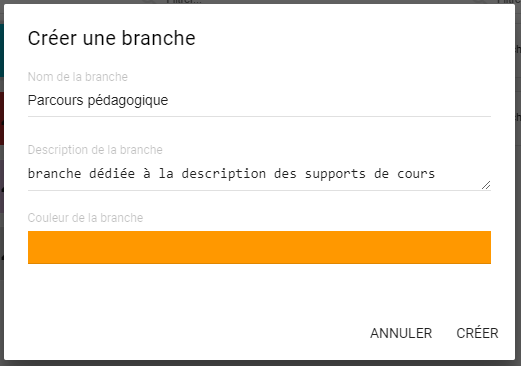 Créer une branche
Nom de la branche
Parcours pédagogique
Description de la branche
branche dédiée à la description des supports de cours
Couleur de la branche
ANNULER CRÉER